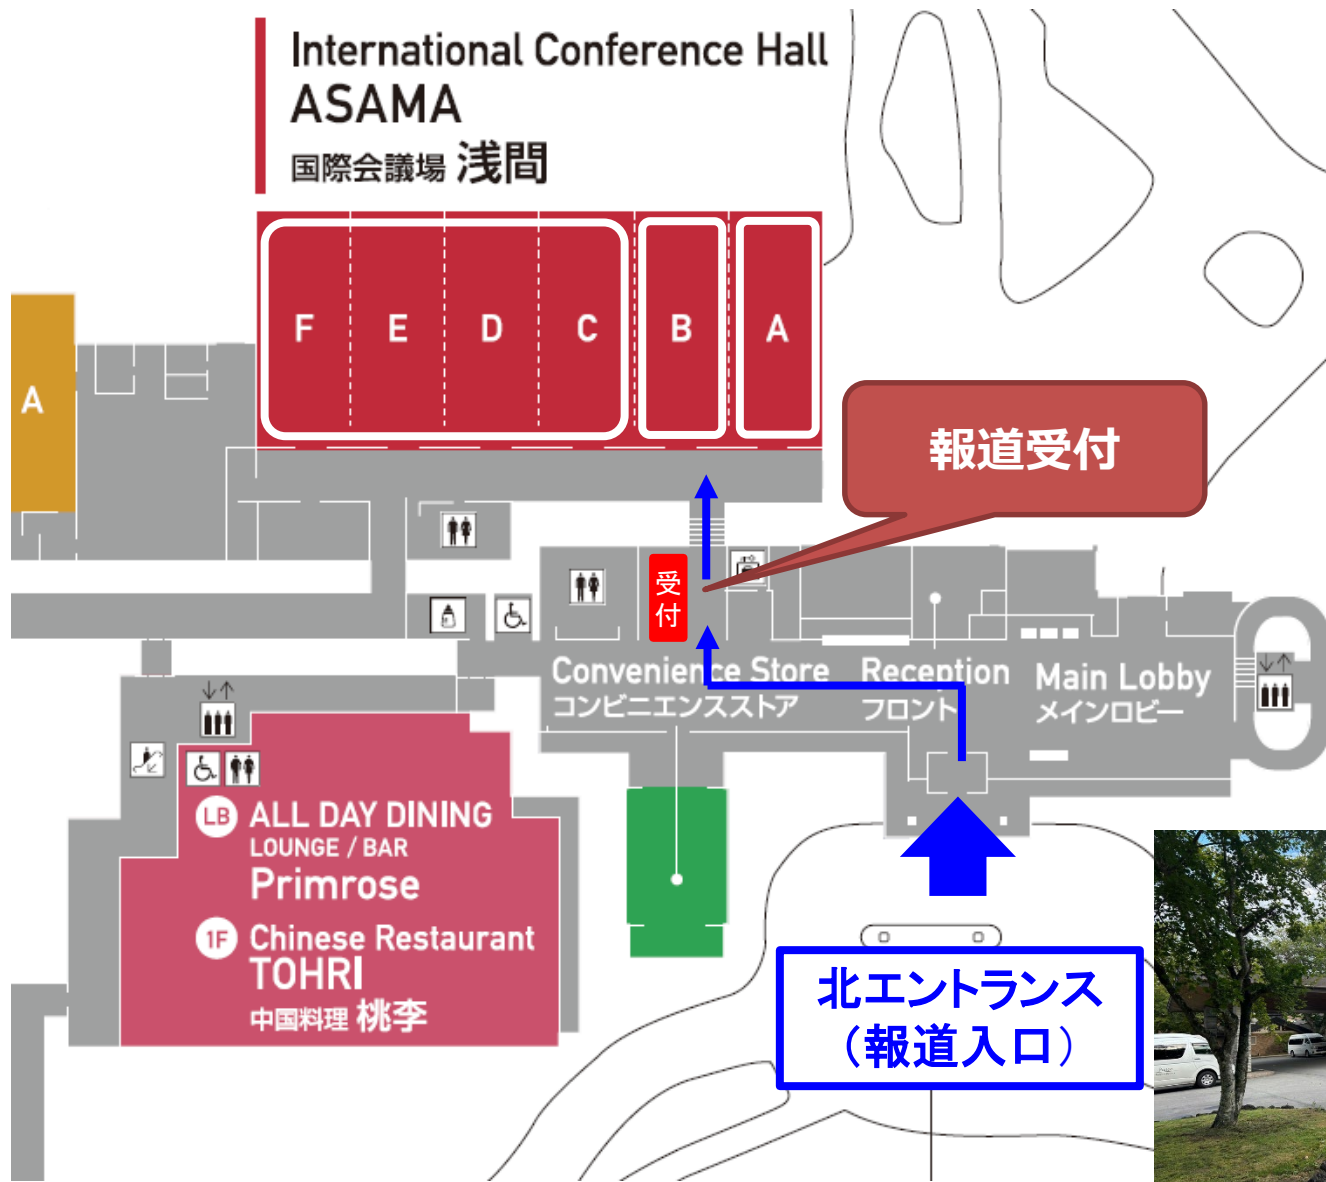 International Conference Hall
ASAMA
国際会議場 浅間
F E D C B A
A
報道受付
受付
Convenience Store
コンビニエンスストア
Reception
フロント
Main Lobby
メインロビー
LB ALL DAY DINING
LOUNGE / BAR
Primrose
1F Chinese Restaurant
TOHRI
中国料理 桃李
北エントランス
（報道入口）